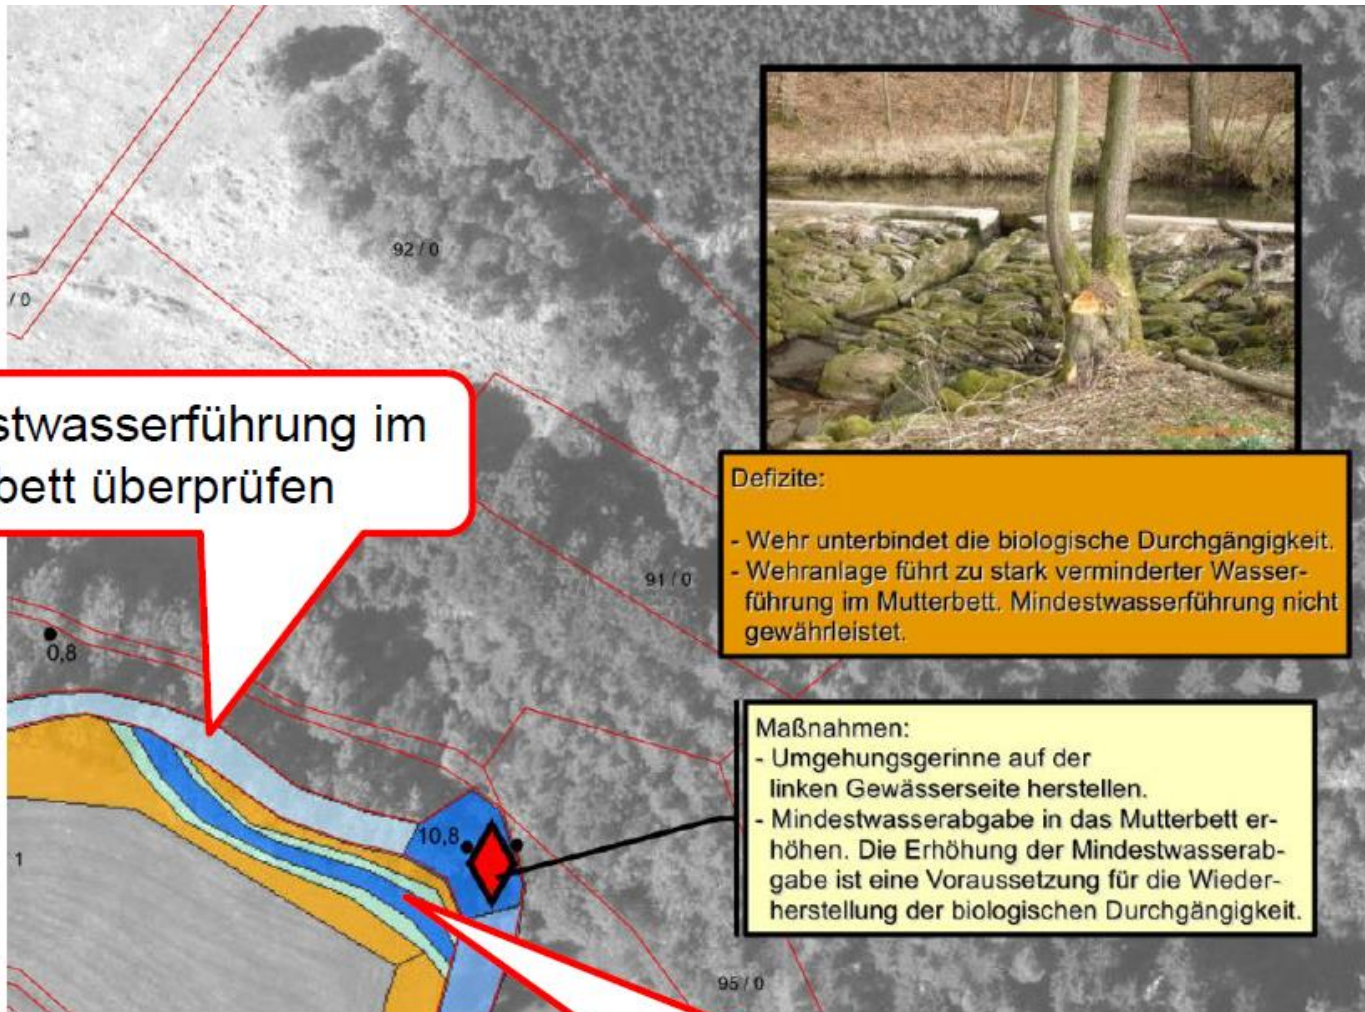 92 / 0
/ 0
stwasserführung im
bett überprüfen
Defizite:
- Wehr unterbindet die biologische Durchgängigkeit.
- Wehranlage führt zu stark verminderter Wasser-
führung im Mutterbett. Mindestwasserführung nicht
gewährleistet.
91 / 0
0,8
Maßnahmen:
- Umgehungsgerinne auf der
linken Gewässerseite herstellen.
- Mindestwasserabgabe in das Mutterbett er-
höhen. Die Erhöhung der Mindestwasserab-
gabe ist eine Voraussetzung für die Wieder-
herstellung der biologischen Durchgängigkeit.
10,8
1
95 / 0